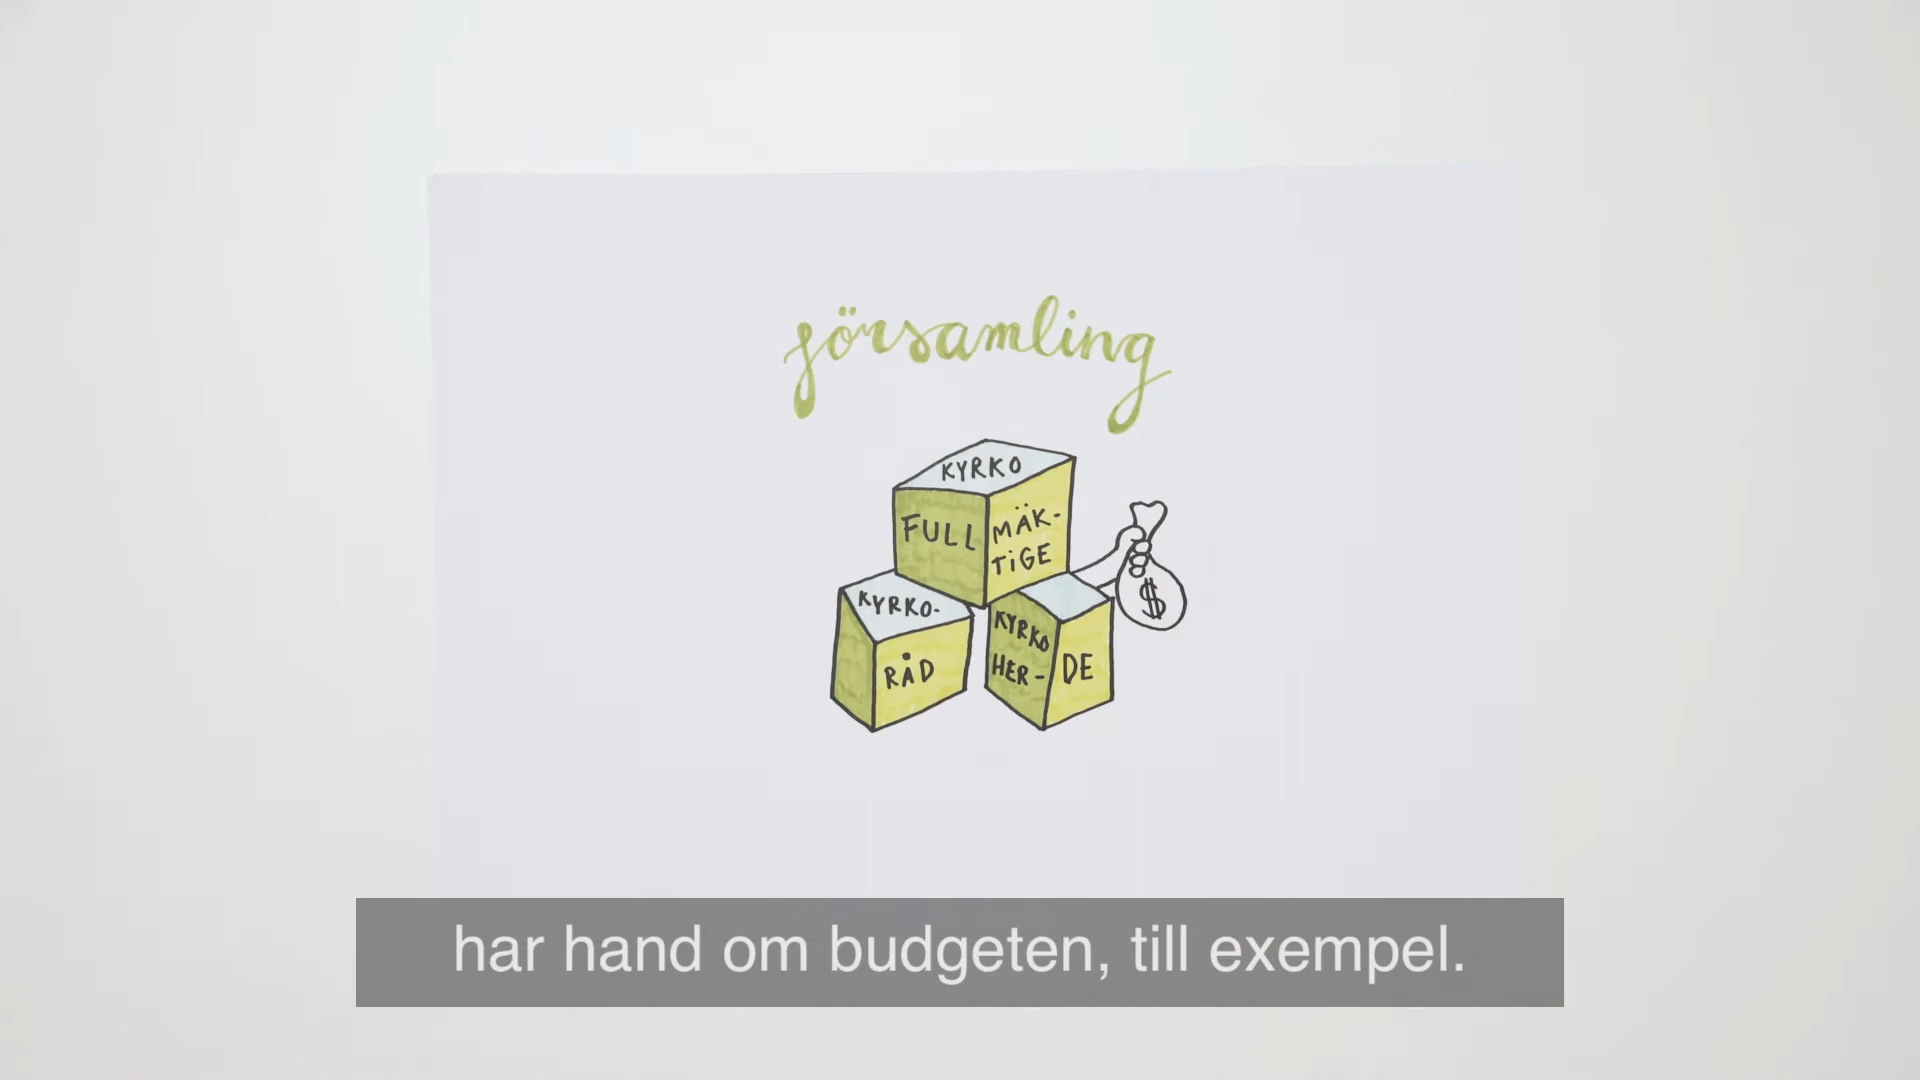 församling
KYRKO
FULL MÄK-
TiGE
KYRKO-
RÅD
KYRKO
HER-DE
$
har hand om budgeten, till exempel.